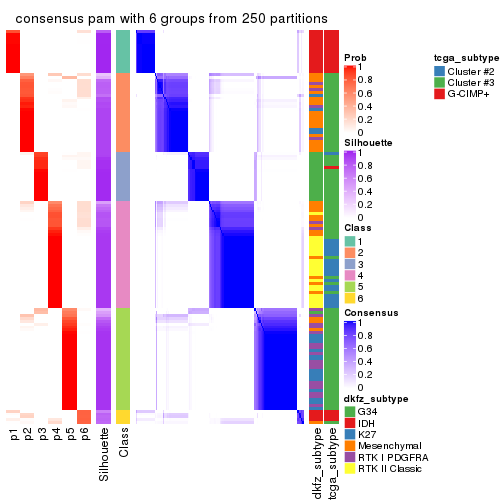 consensus pam with 6 groups from 250 partitions
p1
p2
p3
p4
p5
p6
Silhouette
Class
dkfz_subtype
tcga_subtype
Prob
1
0.8
0.6
0.4
0.2
0
Silhouette
1
0.8
0.6
0.4
0.2
0
Class
1
2
3
4
5
6
Consensus
1
0.8
0.6
0.4
0.2
0
dkfz_subtype
G34
IDH
K27
Mesenchymal
RTK I PDGFRA
RTK II Classic
tcga_subtype
Cluster #2
Cluster #3
G-CIMP+